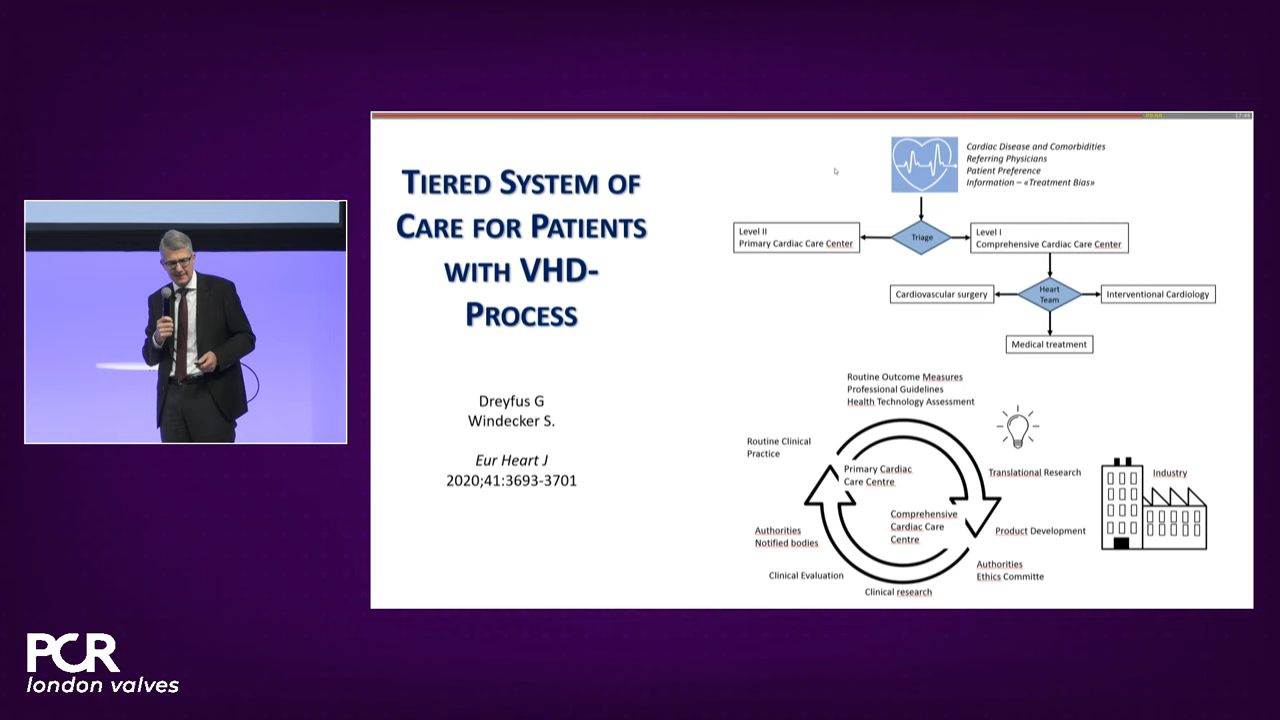 TIERED SYSTEM OF
CARE FOR PATIENTS
WITH VHD-
PROCESS
Dreyfus G
Windecker S.
Eur Heart J
2020;41:3693-3701
Cardiac Disease and Comorbidities
Referring Physicians
Patient Preference
Information – «Treatment Bias»
Level II
Primary Cardiac Care Center
Triage
Level I
Comprehensive Cardiac Care Center
Cardiovascular surgery
Heart
Team
Interventional Cardiology
Medical treatment
Routine Outcome Measures
Professional Guidelines
Health Technology Assessment
Routine Clinical
Practice
Primary Cardiac
Care Centre
Translational Research
Industry
Comprehensive
Cardiac Care
Centre
Authorities
Notified bodies
Product Development
Clinical Evaluation
Authorities
Ethics Committe
Clinical research
PCR
london valves